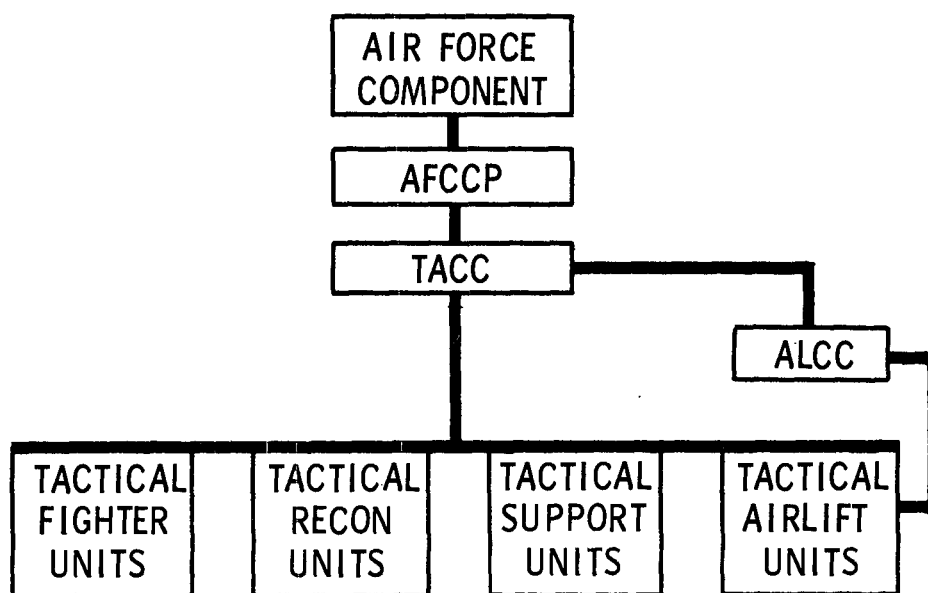 AIR FORCE
COMPONENT
AFCCP
TACC
ALCC
TACTICAL
FIGHTER
UNITS
TACTICAL
RECON
UNITS
TACTICAL
SUPPORT
UNITS
TACTICAL
AIRLIFT
UNITS